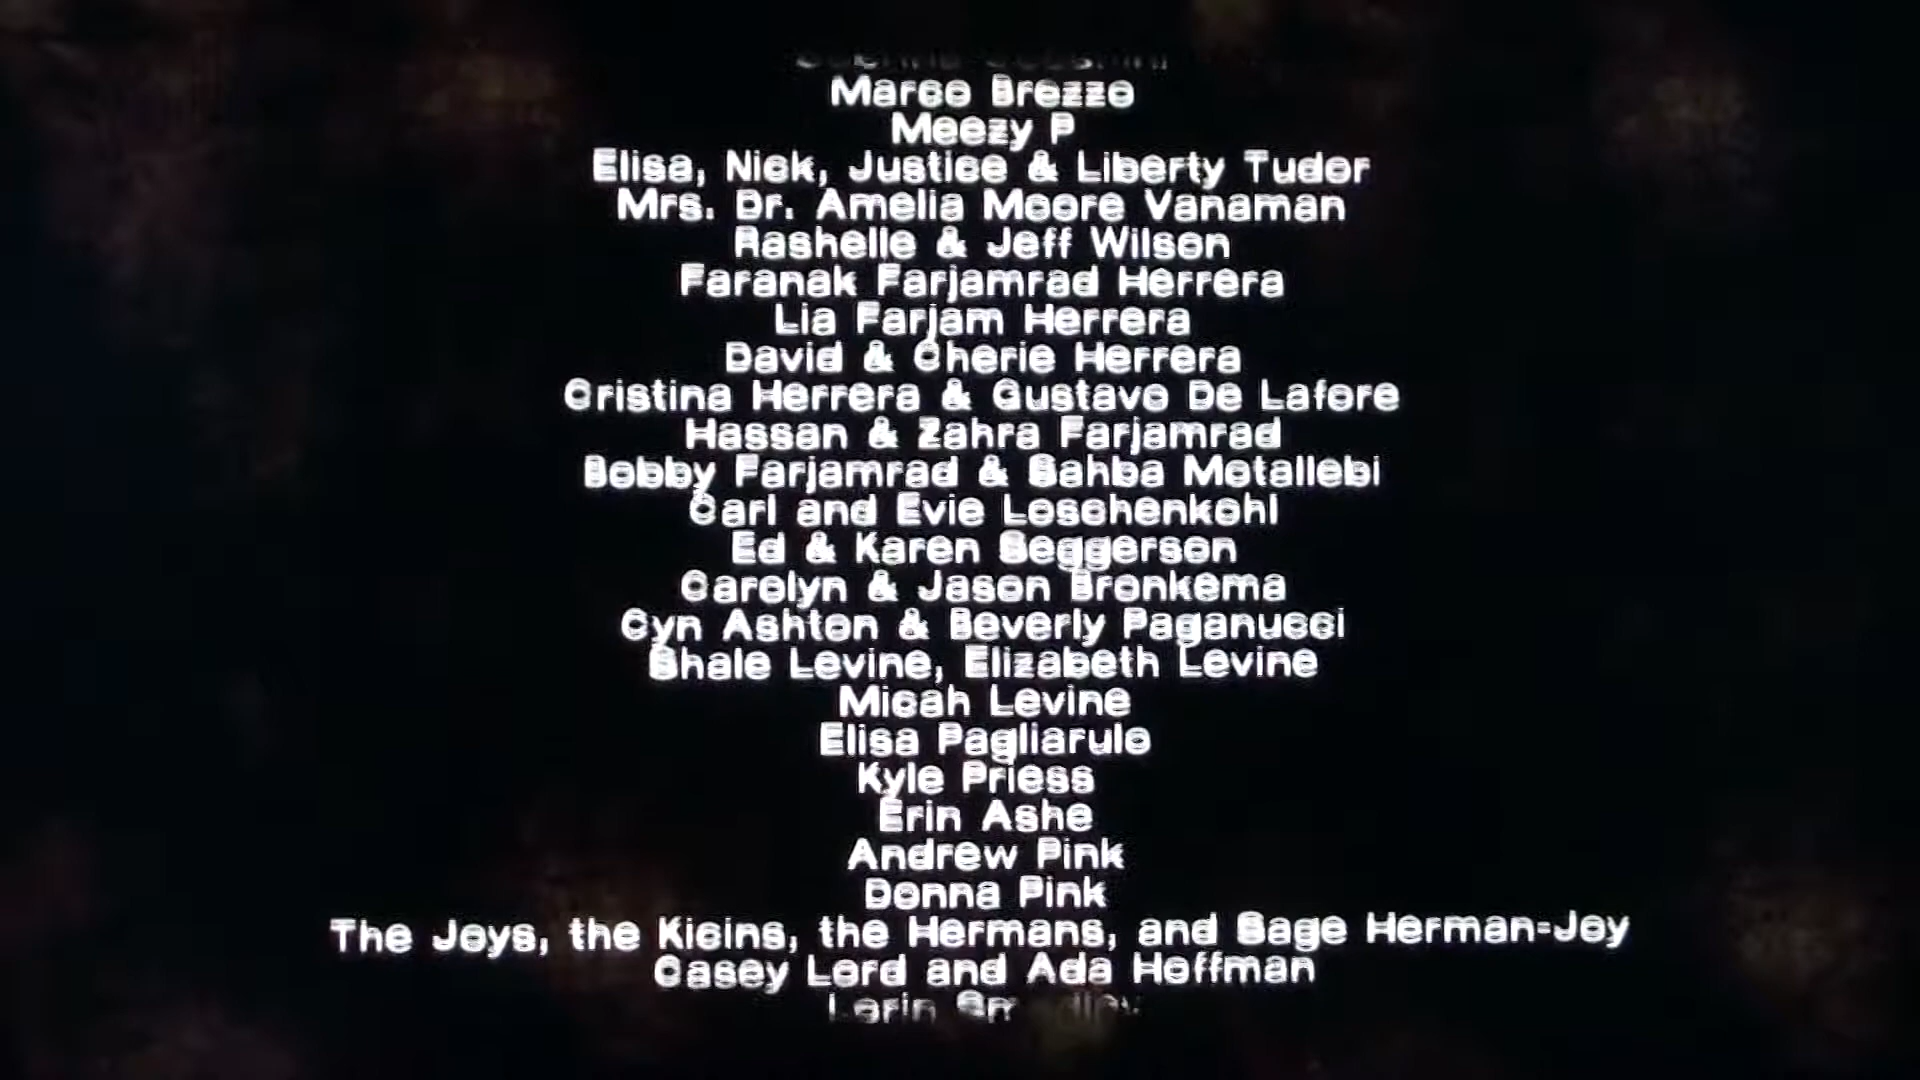 Marco Brezzo
Meezy P
Elisa, Nick, Justice & Liberty Tudor
Mrs. Dr. Amelia Moore Vanaman
Rashelle & Jeff Wilson
Faranak Farjamrad Herrera
Lia Farjam Herrera
David & Cherie Herrera
Cristina Herrera & Gustavo De Lafore
Hassan & Zahra Farjamrad
Bobby Farjamrad & Sahba Motallebi
Carl and Evie Loschenkohl
Ed & Karen Seggerson
Carolyn & Jason Bronkema
Cyn Ashton & Beverly Paganucci
Shale Levine, Elizabeth Levine
Micah Levine
Elisa Pagliarulo
Kyle Priess
Erin Ashe
Andrew Pink
Donna Pink
The Joys, the Kicins, the Hermans, and Sage Herman-Joy
Casey Lord and Ada Hoffman